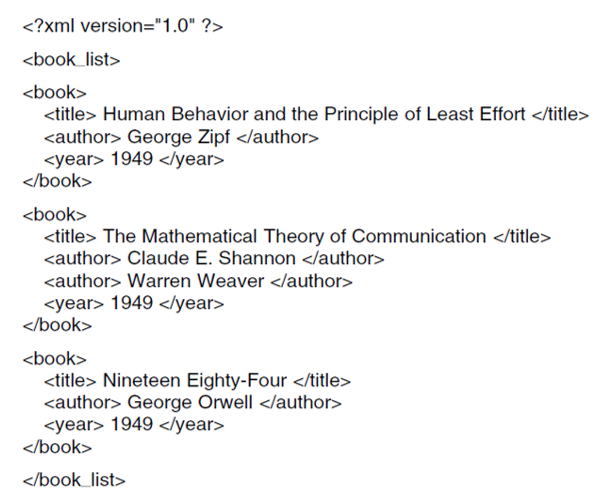 <?xml version="1.0" ?>
<book_list>
<book>
<title> Human Behavior and the Principle of Least Effort </title>
<author> George Zipf </author>
<year> 1949 </year>
</book>
<book>
<title> The Mathematical Theory of Communication </title>
<author> Claude E. Shannon </author>
<author> Warren Weaver </author>
<year> 1949 </year>
</book>
<book>
<title> Nineteen Eighty-Four </title>
<author> George Orwell </author>
<year> 1949 </year>
</book>
</book_list>